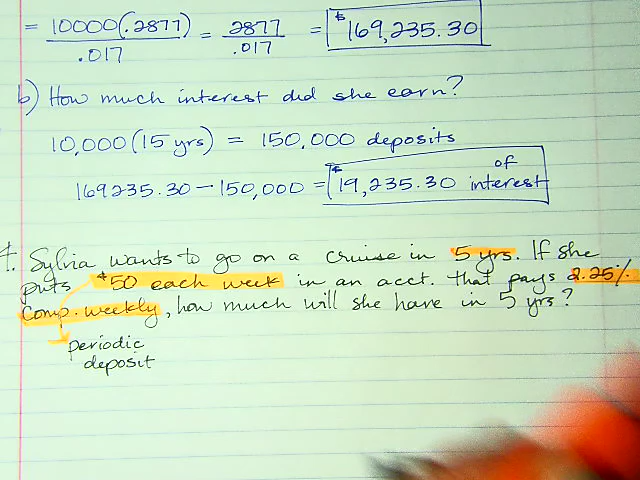 = 10000(.2877) / .017 = 2877 / .017 = $169,235.30
b) How much interest did she earn?
10,000(15 yrs) = 150,000 deposits
169235.30 - 150,000 = $19,235.30 of interest
4. Sylvia wants to go on a cruise in 5 yrs. If she
puts $50 each week in an acct. that pays 2.25%
comp. weekly, how much will she have in 5 yrs?
periodic
deposit